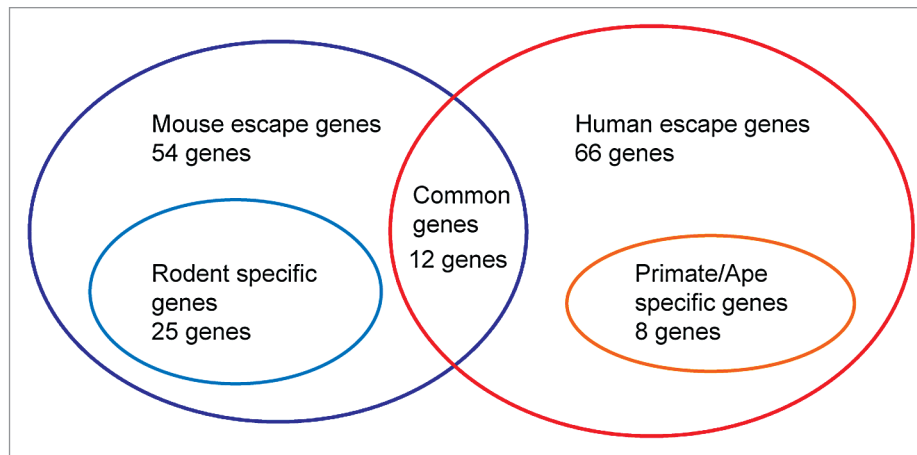 Mouse escape genes
54 genes
Human escape genes
66 genes
Common
genes
12 genes
Rodent specific
genes
25 genes
Primate/Ape
specific genes
8 genes